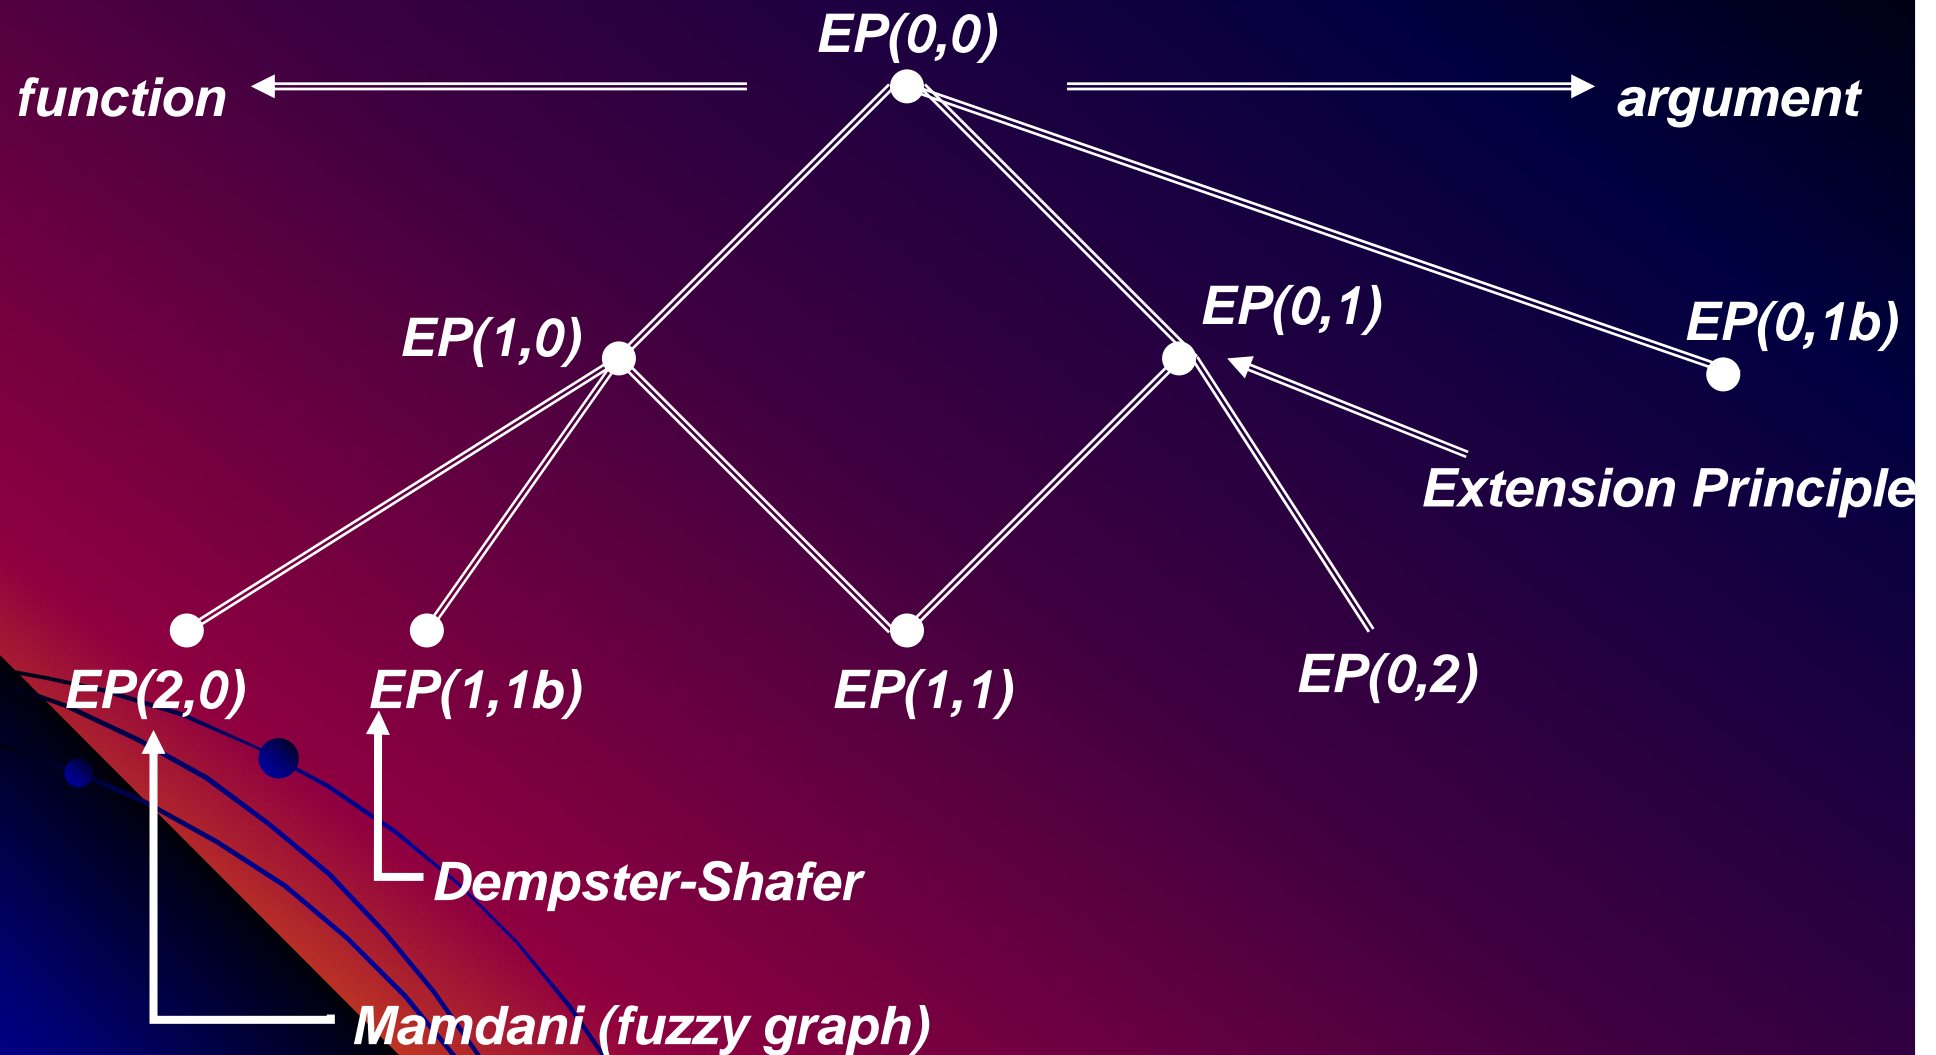 EP(0,0)
function
argument
EP(0,1)
EP(0,1b)
EP(1,0)
Extension Principle
EP(2,0)
EP(1,1b)
EP(1,1)
EP(0,2)
Dempster-Shafer
Mamdani (fuzzy graph)